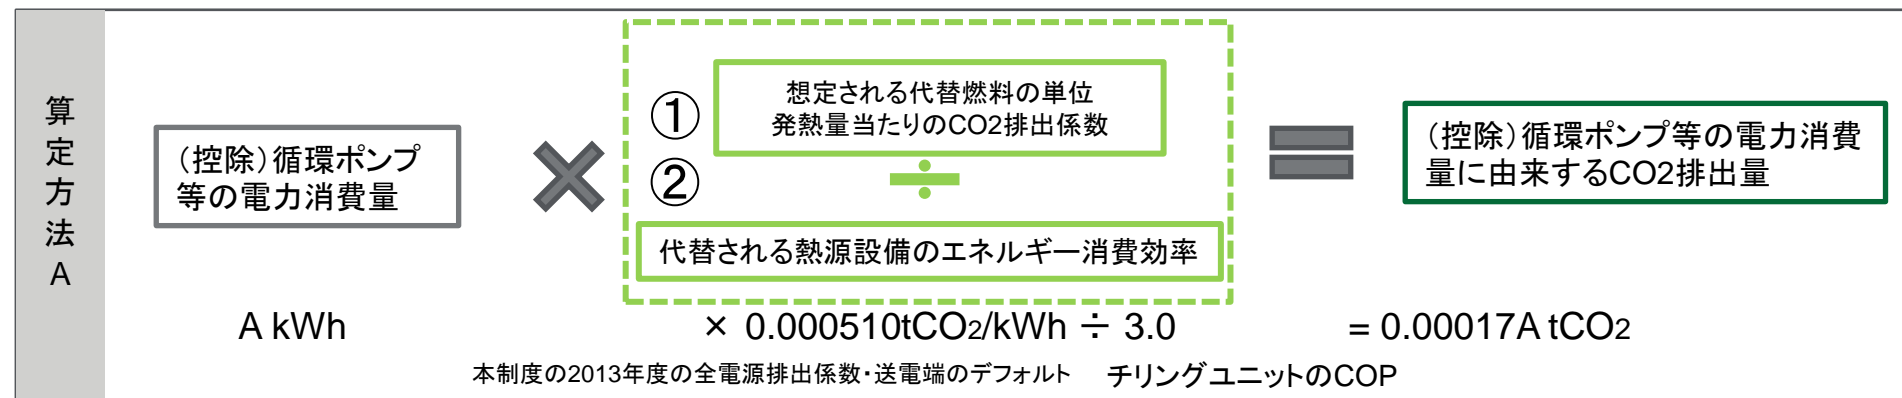 算
定
方
法
A
（控除）循環ポンプ
等の電力消費量
①
②
想定される代替燃料の単位
発熱量当たりのCO2排出係数
÷
代替される熱源設備のエネルギー消費効率
（控除）循環ポンプ等の電力消費
量に由来するCO2排出量
A kWh × 0.000510tCO2/kWh ÷ 3.0 = 0.00017A tCO2
本制度の2013年度の全電源排出係数・送電端のデフォルト チリングユニットのCOP